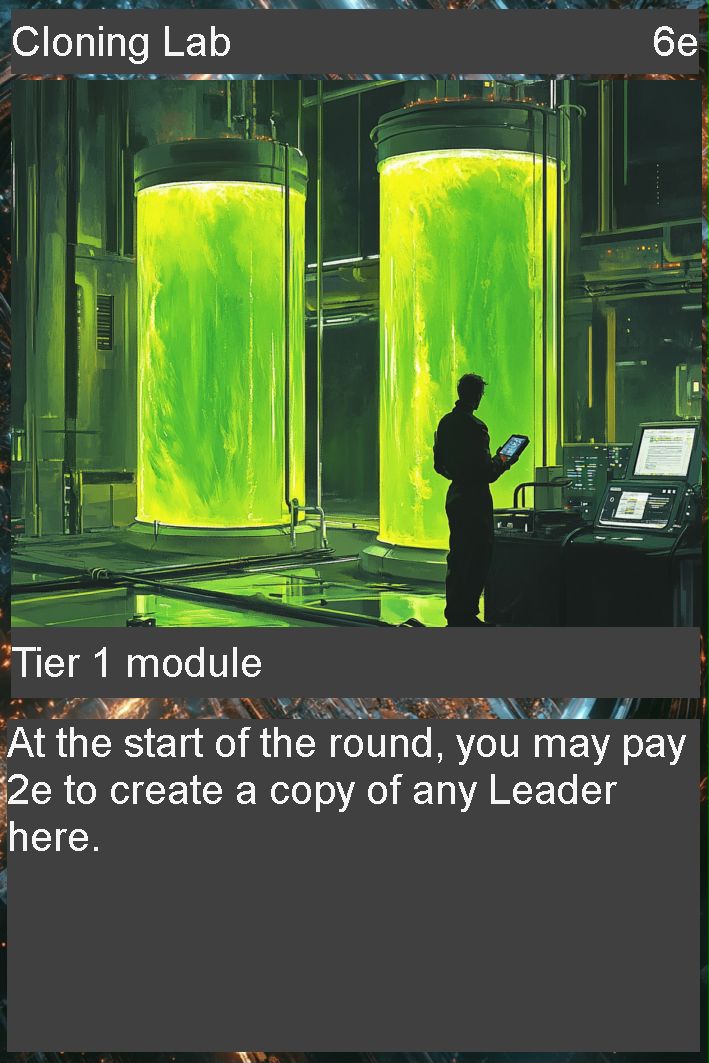 Cloning Lab 6e
Tier 1 module
At the start of the round, you may pay
2e to create a copy of any Leader
here.